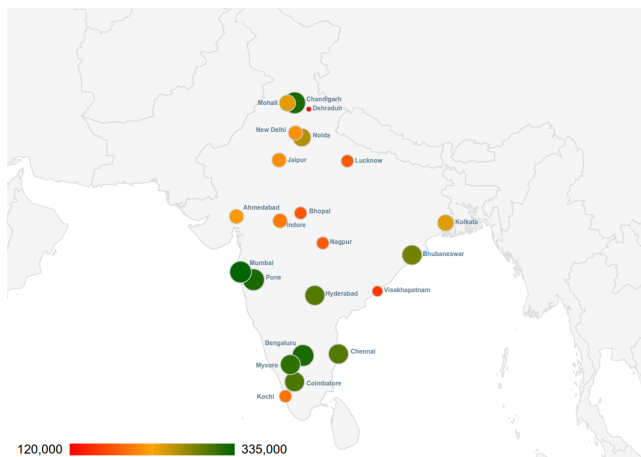 Mohali
Chandigarh
Dehradun
New Delhi
Noida
Jaipur
Lucknow
Ahmedabad
Bhopal
Indore
Kolkata
Nagpur
Bhubaneswar
Mumbai
Pune
Hyderabad
Visakhapatnam
Bengaluru
Chennai
Mysore
Coimbatore
Kochi
120,000
335,000